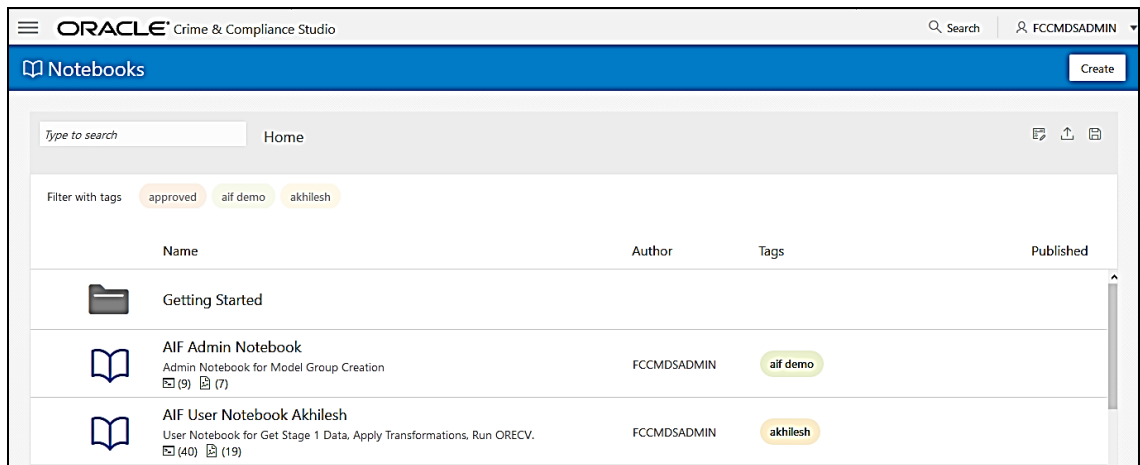 ORACLE Crime & Compliance Studio Search FCCMDSADMIN
Notebooks Create
Type to search Home
Filter with tags approved aif demo akhilesh
Name Author Tags Published
Getting Started
AIF Admin Notebook
Admin Notebook for Model Group Creation FCCMDSADMIN aif demo
(9) (7)
AIF User Notebook Akhilesh
User Notebook for Get Stage 1 Data, Apply Transformations, Run ORECV. FCCMDSADMIN akhilesh
(40) (19)